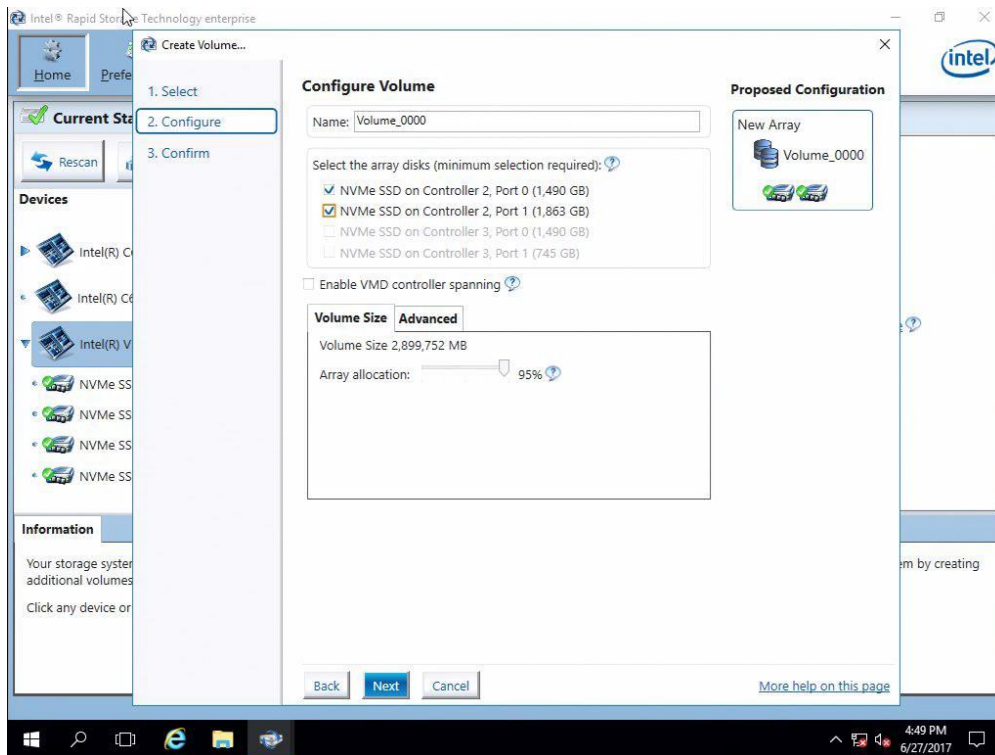 Intel® Rapid Storage Technology enterprise
Create Volume...
Home
Prefe
intel
Current Sta
Rescan
Devices
Intel(R) C
Intel(R) C6
Intel(R) V
NVMe SS
NVMe SS
NVMe SS
NVMe SS
1. Select
2. Configure
3. Confirm
Configure Volume
Name: Volume_0000
Select the array disks (minimum selection required):
NVMe SSD on Controller 2, Port 0 (1,490 GB)
NVMe SSD on Controller 2, Port 1 (1,863 GB)
NVMe SSD on Controller 3, Port 0 (1,490 GB)
NVMe SSD on Controller 3, Port 1 (745 GB)
Enable VMD controller spanning
Volume Size Advanced
Volume Size 2,899,752 MB
Array allocation: 95%
Proposed Configuration
New Array
Volume_0000
Back Next Cancel
More help on this page
Information
Your storage system
additional volumes
Click any device or
em by creating
4:49 PM
6/27/2017